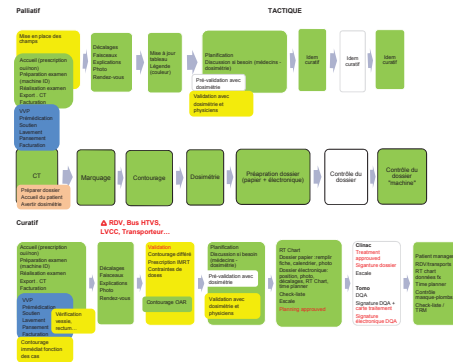 Palliatif
TACTIQUE
Mise en place des
champs
Accueil (prescription
oui/non)
Préparation examen
(machine ID)
Réalisation examen
Export . CT
Facturation
VVP
Prémédication
Soutien
Lavement
Pansement
Facturation
Décalages
Faisceaux
Explications
Photo
Rendez-vous
Mise à jour
tableau
Légende
(couleur)
Planification
Discussion si besoin (médecine -
dosimétrie)
Pré-validation avec
dosimétrie
Validation avec
dosimétrie et
physiciens
Idem
curatif
Idem
curatif
Idem
curatif
CT
Préparer dossier
Accueil du patient
Avertir dosimétrie
Marquage
Contourage
Dosimétrie
Préparation dossier
(papier + électronique)
Contrôle du
dossier
Contrôle du
dossier
"machine"
Curatif
RDV, Bus HTVS,
LVCC, Transporteur…
Accueil (prescription
oui/non)
Préparation examen
(machine ID)
Réalisation examen
Export . CT
Facturation
VVP
Prémédication
Soutien
Lavement
Pansement
Facturation
Vérification
vessie,
rectum…
Contourage
immédiat fonction
des cas
Décalages
Faisceaux
Explications
Photo
Rendez-vous
Validation
Contourage différé
Prescription IMRT
Contraintes de
doses
Contourage OAR
Planification
Discussion si besoin
(médecine -
dosimétrie)
Pré-validation avec
dosimétrie
Validation avec
dosimétrie et
physiciens
RT Chart
Dossier papier: remplir
fiche, calendrier, photo
Dossier électronique:
position, photo,
décalages, RT Chart,
time planner
Check-liste
Escale
Planning approuved
Clinac
Treatment
approuved
Signature dossier
Escale
Tomo
DQA
Signature DQA +
carte traitement
Signature
électronique DQA
Patient manager
RDV/transports
RT chart
données fx
Time planner
Contrôle
masque-plombs
Check-liste /
TRM